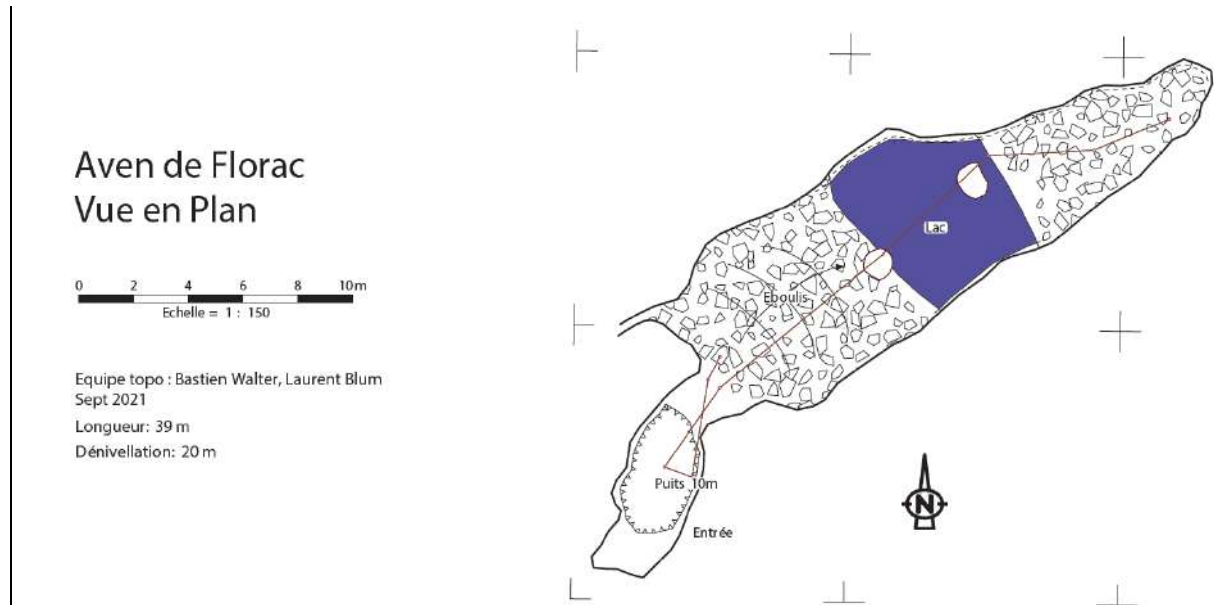 Aven de Florac
Vue en Plan
0 2 4 6 8 10m
Echelle = 1 : 150
Equipe topo : Bastien Walter, Laurent Blum
Sept 2021
Longueur: 39 m
Dénivellation: 20 m
Lac
Eboulis
Puits 10m
Entrée
N